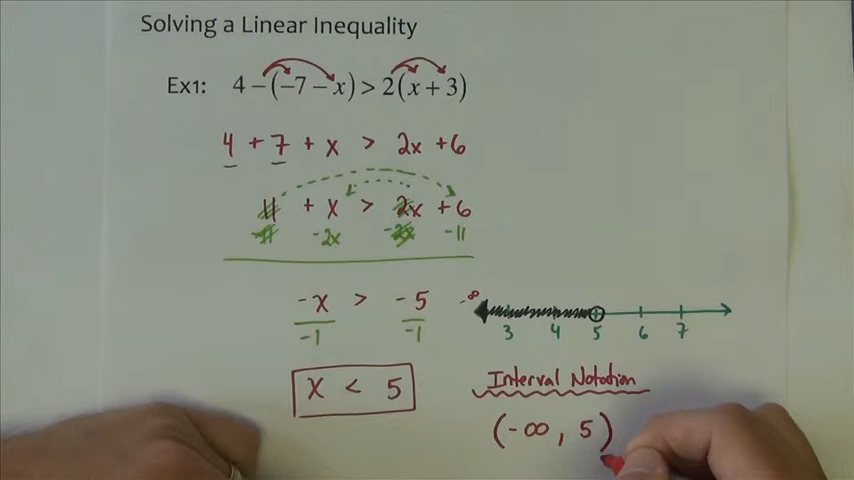 Solving a Linear Inequality
Ex1: 4 − (−7 − x) > 2(x + 3)
4 + 7 + x > 2x + 6
11 + x > 2x + 6
-11 -2x -2x -11
-x > -5
-1 -1
-∞ 3 4 5 6 7
x < 5
Interval Notation
(-∞, 5)